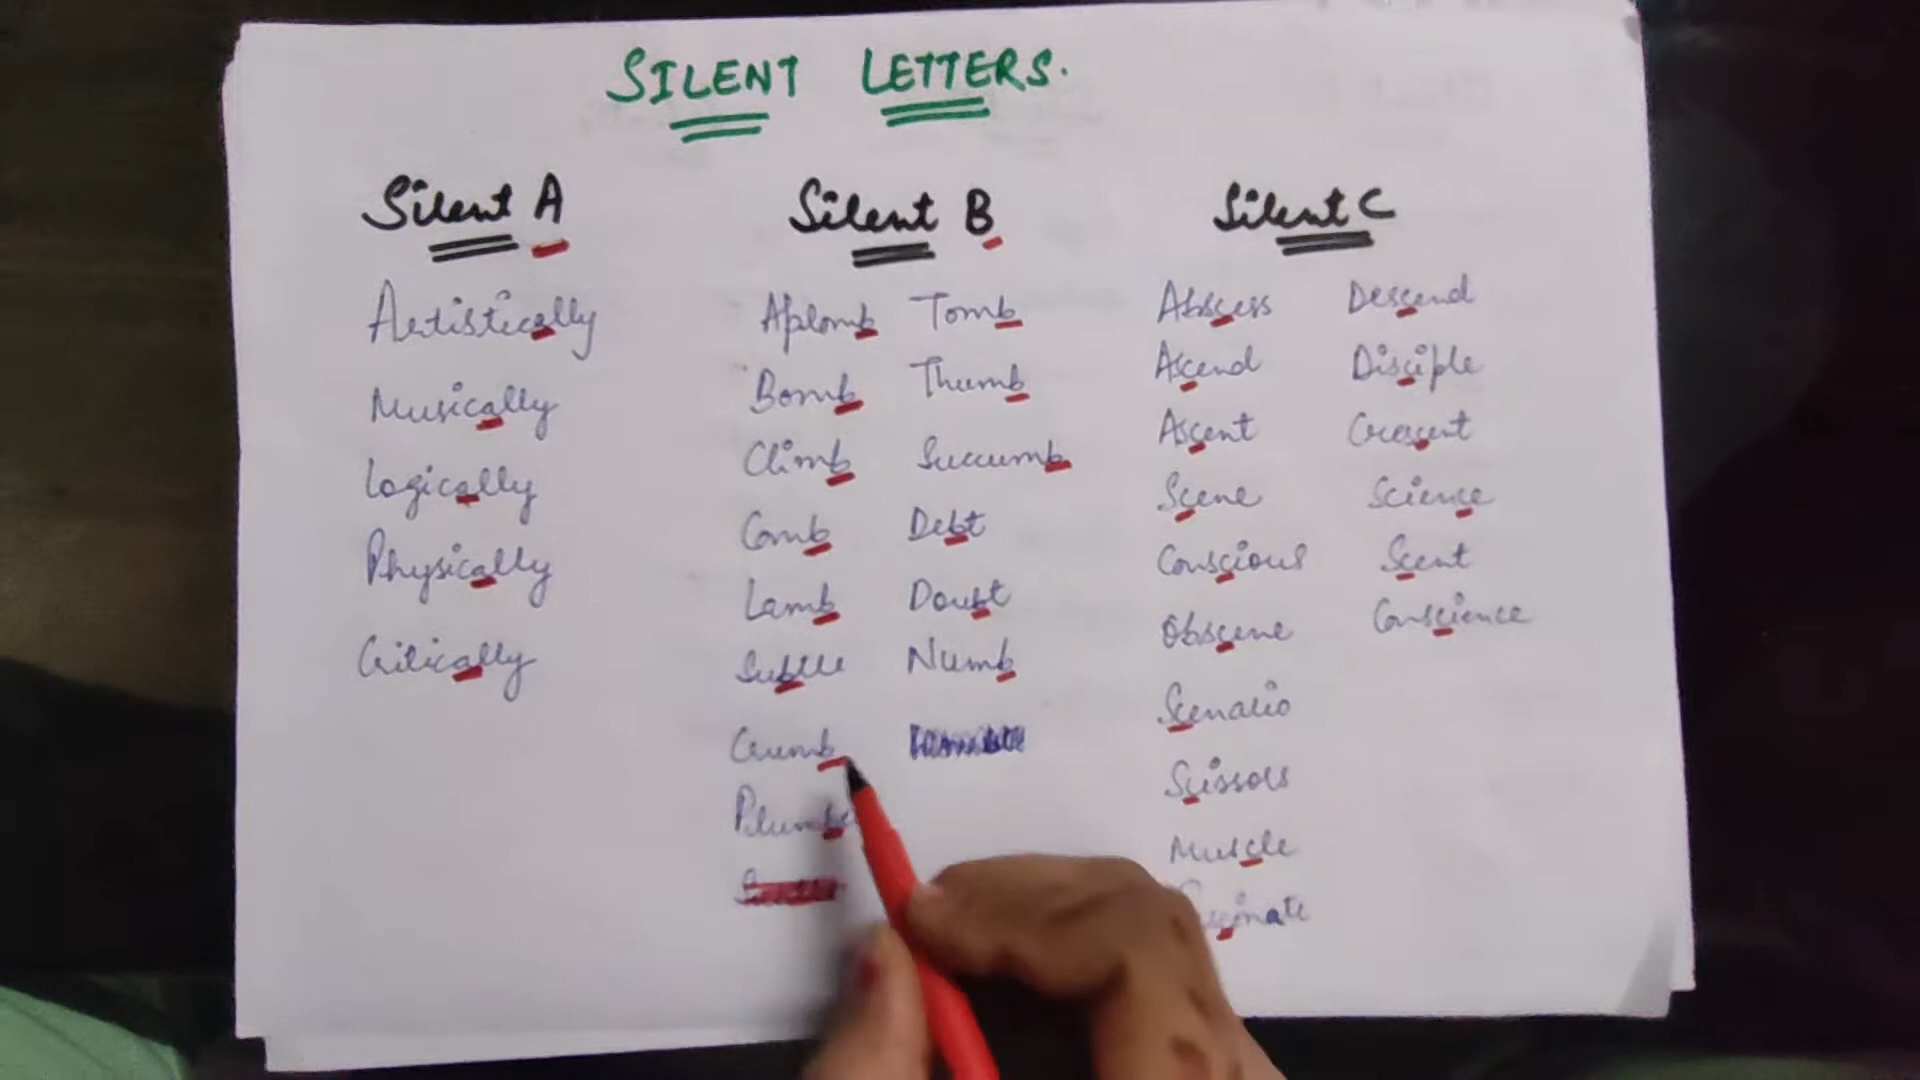 SILENT LETTERS.
Silent A
Artistically
Musically
Logically
Physically
Critically
Silent B
Aplomb Tomb
Bomb Thumb
Climb Succumb
Comb Debt
Lamb Doubt
Subtle Numb
Crumb
Silent C
Abscess Descend
Ascend Disciple
Ascent Crescent
Scene Science
Conscious Scent
Obscene Conscience
Scenario
Scissors
Muscle